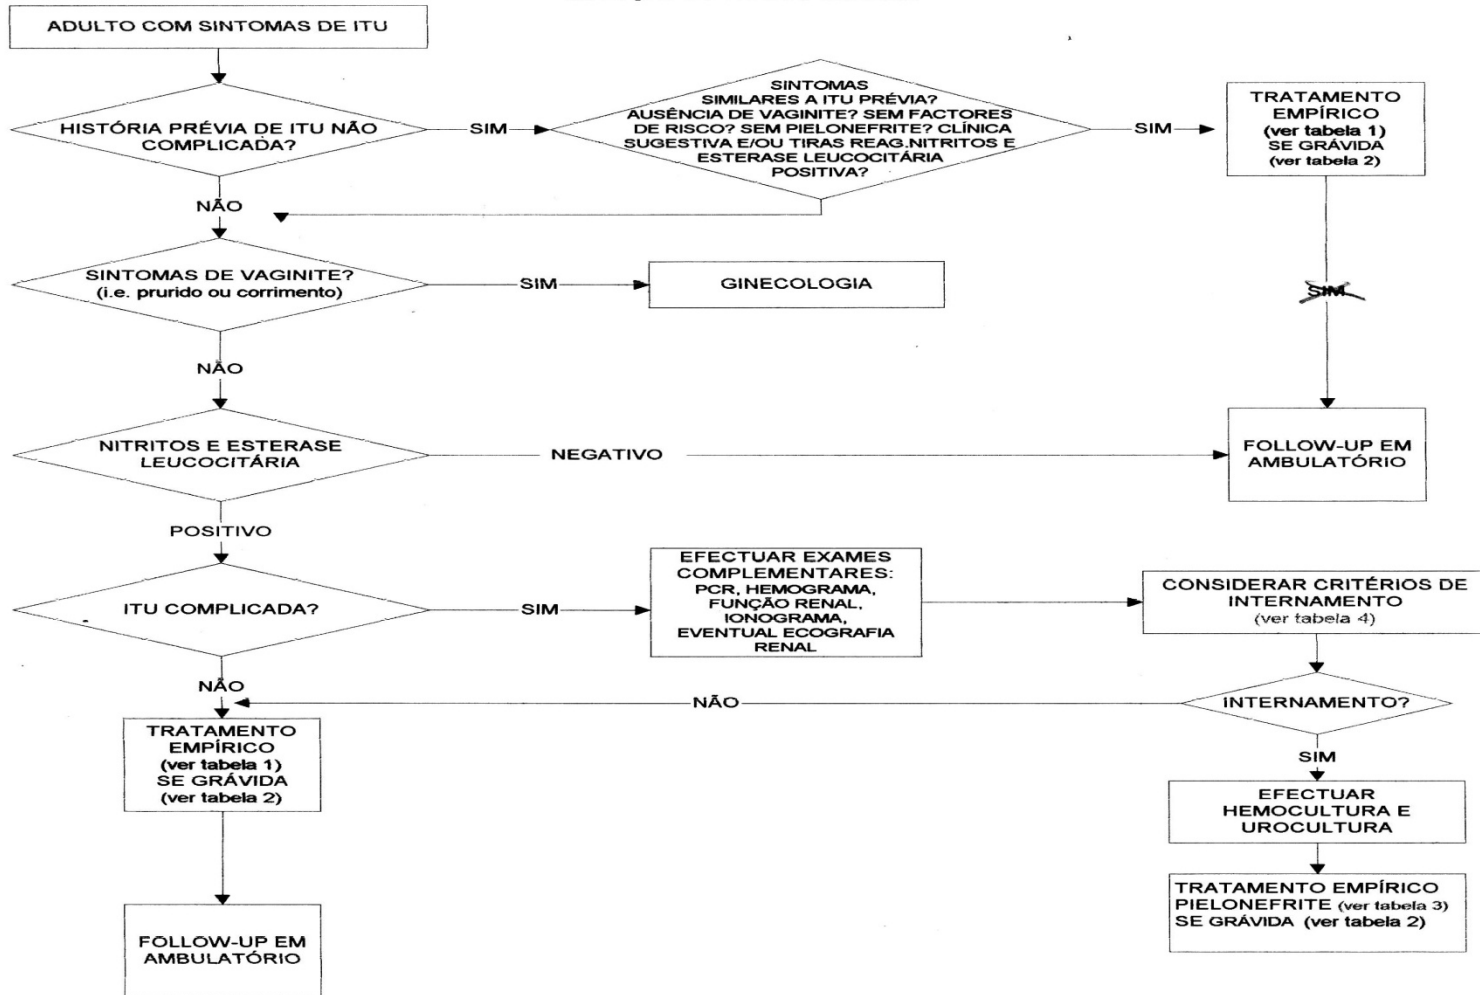 ADULTO COM SINTOMAS DE ITU
HISTÓRIA PRÉVIA DE ITU NÃO
COMPLICADA?
SIM
SINTOMAS
SIMILARES A ITU PRÉVIA?
AUSÊNCIA DE VAGINITE? SEM FACTORES
DE RISCO? SEM PIELONEFRITE? CLÍNICA
SUGESTIVA E/OU TIRAS REAG.NITRITOS E
ESTERASE LEUCOCITÁRIA
POSITIVA?
SIM
TRATAMENTO
EMPÍRICO
(ver tabela 1)
SE GRÁVIDA
(ver tabela 2)
NÃO
SINTOMAS DE VAGINITE?
(i.e. prurido ou corrimento)
SIM
GINECOLOGIA
SIM
NÃO
NITRITOS E ESTERASE
LEUCOCITÁRIA
NEGATIVO
FOLLOW-UP EM
AMBULATÓRIO
POSITIVO
ITU COMPLICADA?
SIM
EFECTUAR EXAMES
COMPLEMENTARES:
PCR, HEMOGRAMA,
FUNÇÃO RENAL,
IONOGRAMA,
EVENTUAL ECOGRAFIA
RENAL
CONSIDERAR CRITÉRIOS DE
INTERNAMENTO
(ver tabela 4)
NÃO
NÃO
INTERNAMENTO?
TRATAMENTO
EMPÍRICO
(ver tabela 1)
SE GRÁVIDA
(ver tabela 2)
SIM
EFECTUAR
HEMOCULTURA E
UROCULTURA
TRATAMENTO EMPÍRICO
PIELONEFRITE (ver tabela 3)
SE GRÁVIDA (ver tabela 2)
FOLLOW-UP EM
AMBULATÓRIO